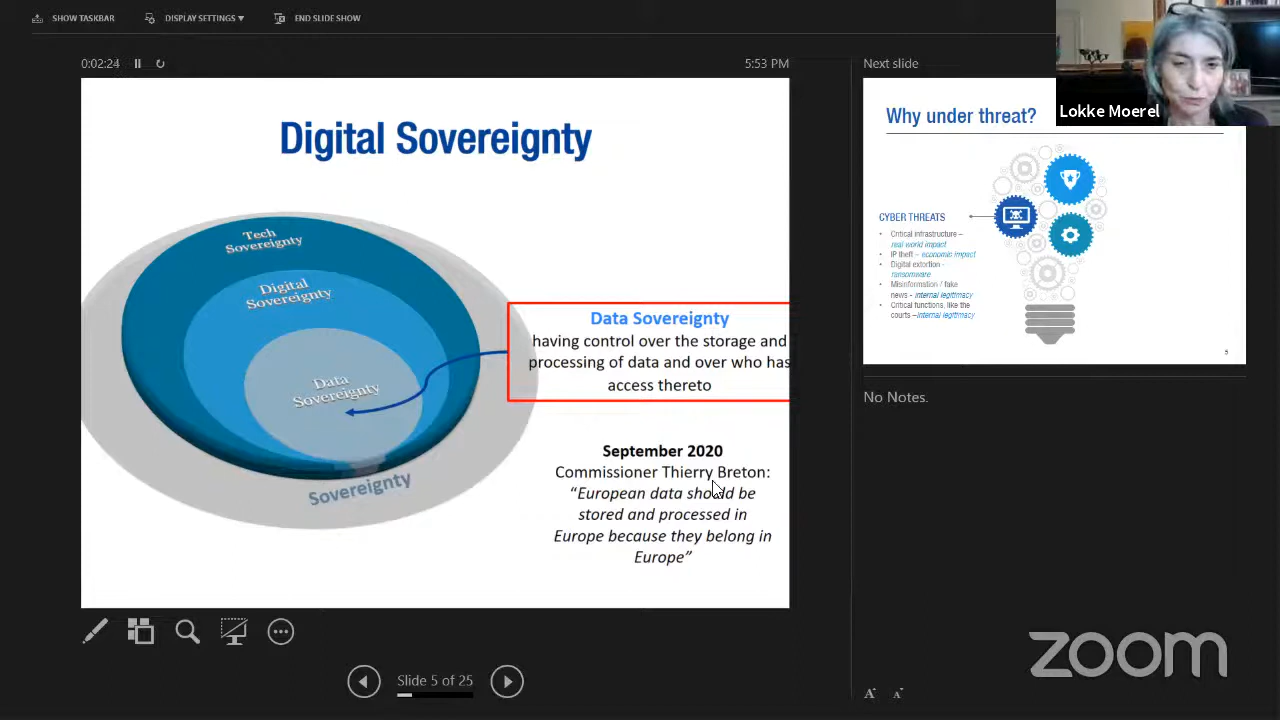 SHOW TASKBAR
DISPLAY SETTINGS ▾
END SLIDE SHOW
0:02:24
5:53 PM
Digital Sovereignty
Tech
Sovereignty
Digital
Sovereignty
Data
Sovereignty
Sovereignty
Data Sovereignty
having control over the storage and
processing of data and over who has
access thereto
September 2020
Commissioner Thierry Breton:
“European data should be
stored and processed in
Europe because they belong in
Europe”
Slide 5 of 25
Next slide
Lokke Moerel
Why under threat?
CYBER THREATS
• Critical infrastructure –
real world impact
• IP theft – economic impact
• Digital extortion -
ransomware
• Misinformation / fake
news - internal legitimacy
• Critical functions, like the
courts –internal legitimacy
5
No Notes.
zoom
A A